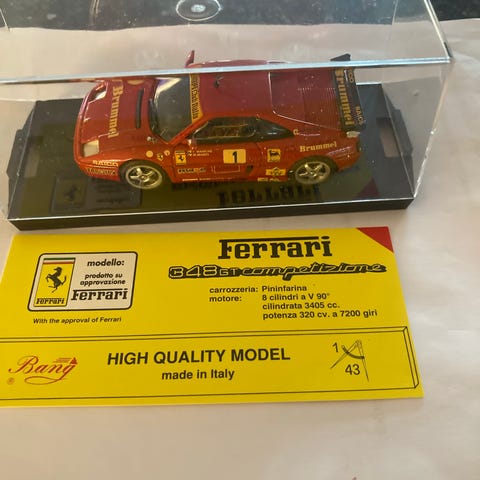 Brummel
Brummel
Brummel
1
Ferrari
modello:
prodotto su
approvazione
Ferrari
Ferrari
With the approval of Ferrari
Ferrari
348 GT competizione
carrozzeria: Pininfarina
motore: 8 cilindri a V 90°
cilindrata 3405 cc.
potenza 320 cv. a 7200 giri
Bang
®
HIGH QUALITY MODEL
made in Italy
1
43